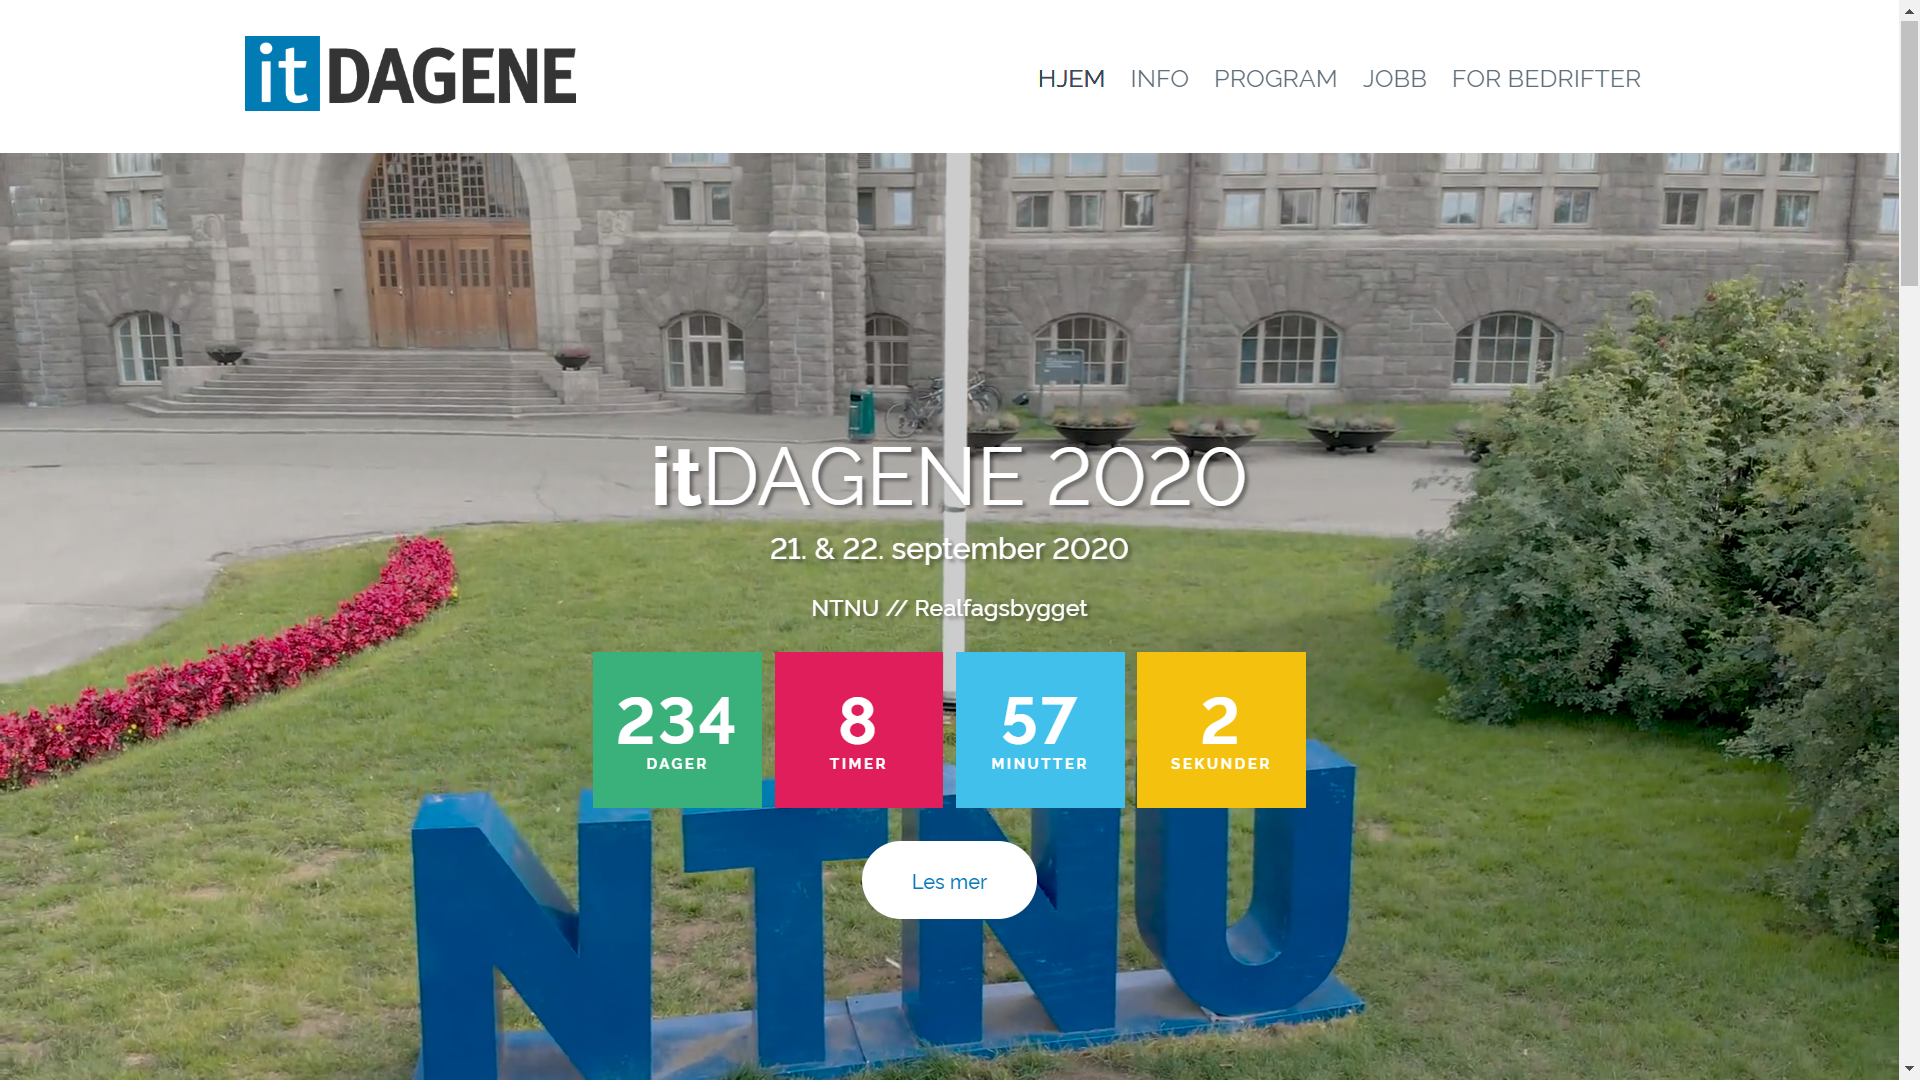 itDAGENE
HJEM INFO PROGRAM JOBB FOR BEDRIFTER
itDAGENE 2020
21. & 22. september 2020
NTNU // Realfagsbygget
234 8 57 2
DAGER TIMER MINUTTER SEKUNDER
Les mer
NTNU